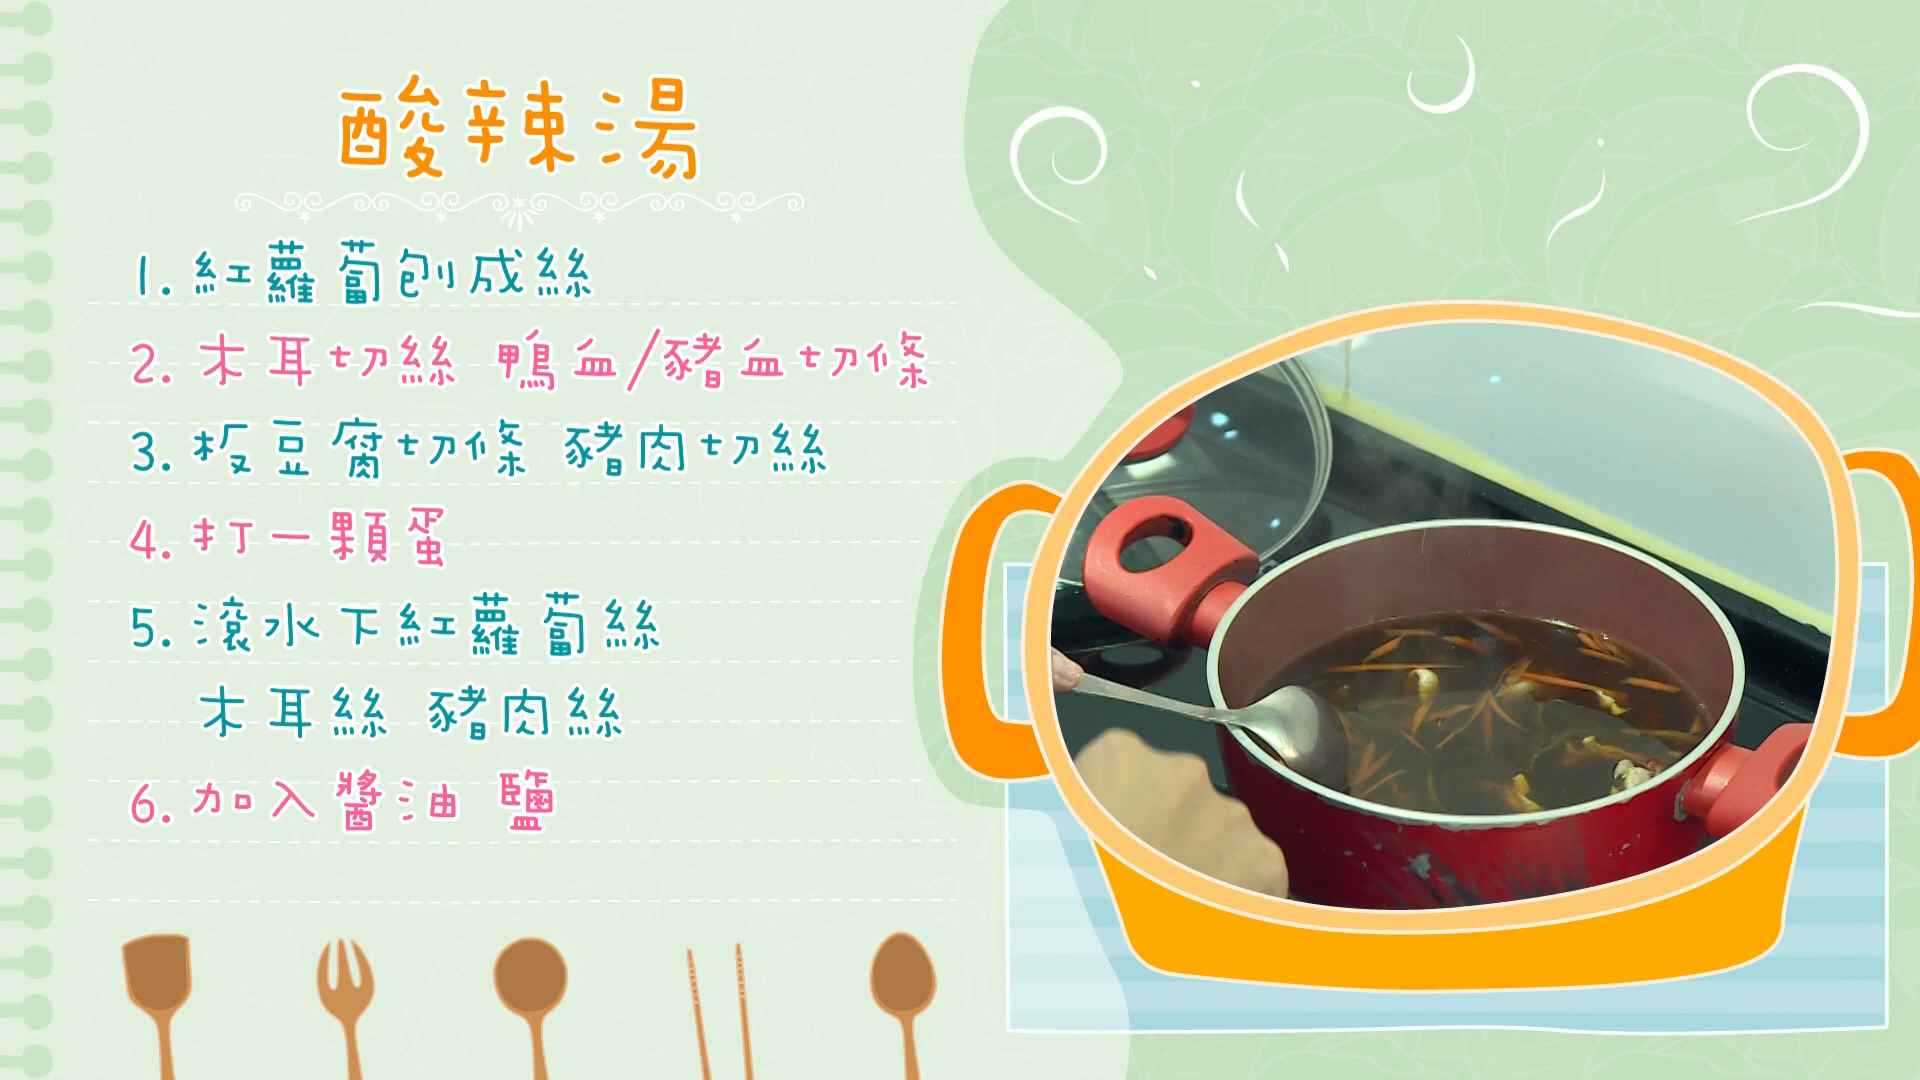 酸辣湯
1. 紅蘿蔔刨成絲
2. 木耳切絲 鴨血/豬血切條
3. 板豆腐切條 豬肉切絲
4. 打一顆蛋
5. 滾水下紅蘿蔔絲
木耳絲 豬肉絲
6. 加入醬油 鹽